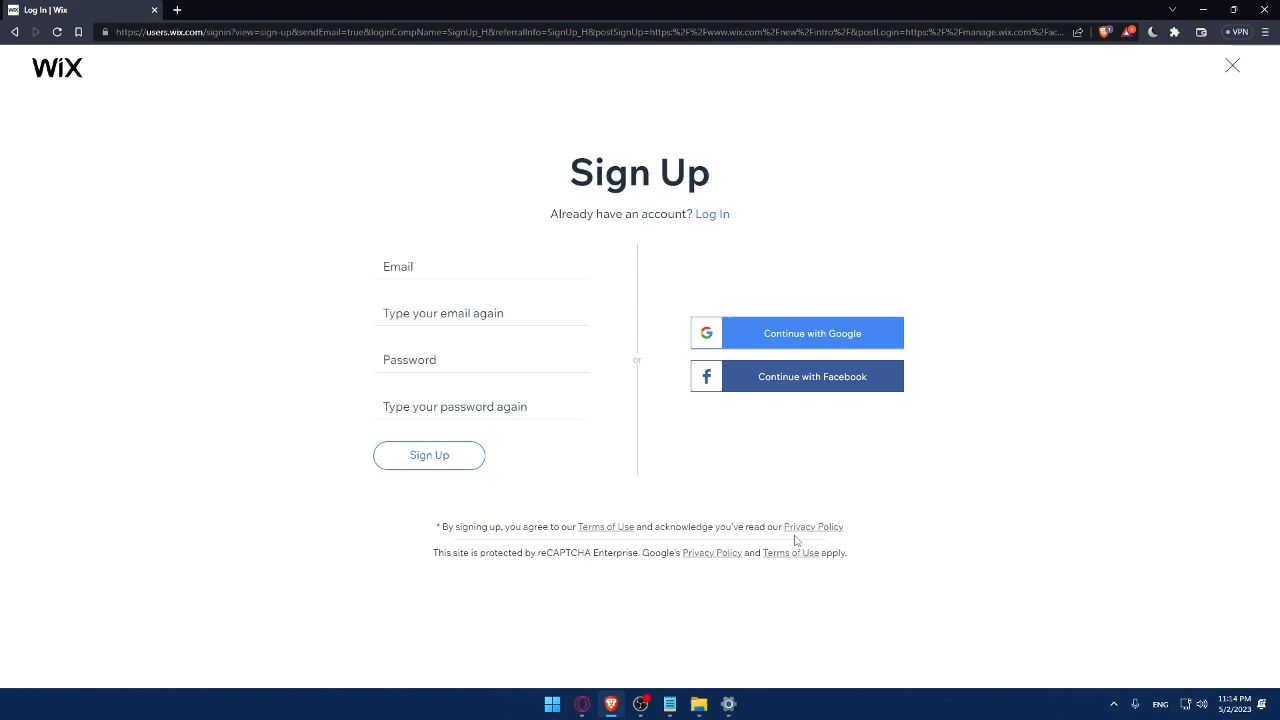 WiX Log In | Wix
https://users.wix.com/signin?view=sign-up&sendEmail=true&loginCompName=SignUp_H&referralInfo=SignUp_H&postSignUp=https:%2F%2Fwww.wix.com%2Fnew%2Fintro%2F&postLogin=https:%2F%2Fmanage.wix.com%2Fac...
VPN
WiX
Sign Up
Already have an account? Log In
Email
Type your email again
Password
Type your password again
Sign Up
or
G Continue with Google
f Continue with Facebook
* By signing up, you agree to our Terms of Use and acknowledge you've read our Privacy Policy
This site is protected by reCAPTCHA Enterprise. Google's Privacy Policy and Terms of Use apply.
ENG
11:14 PM
5/2/2023